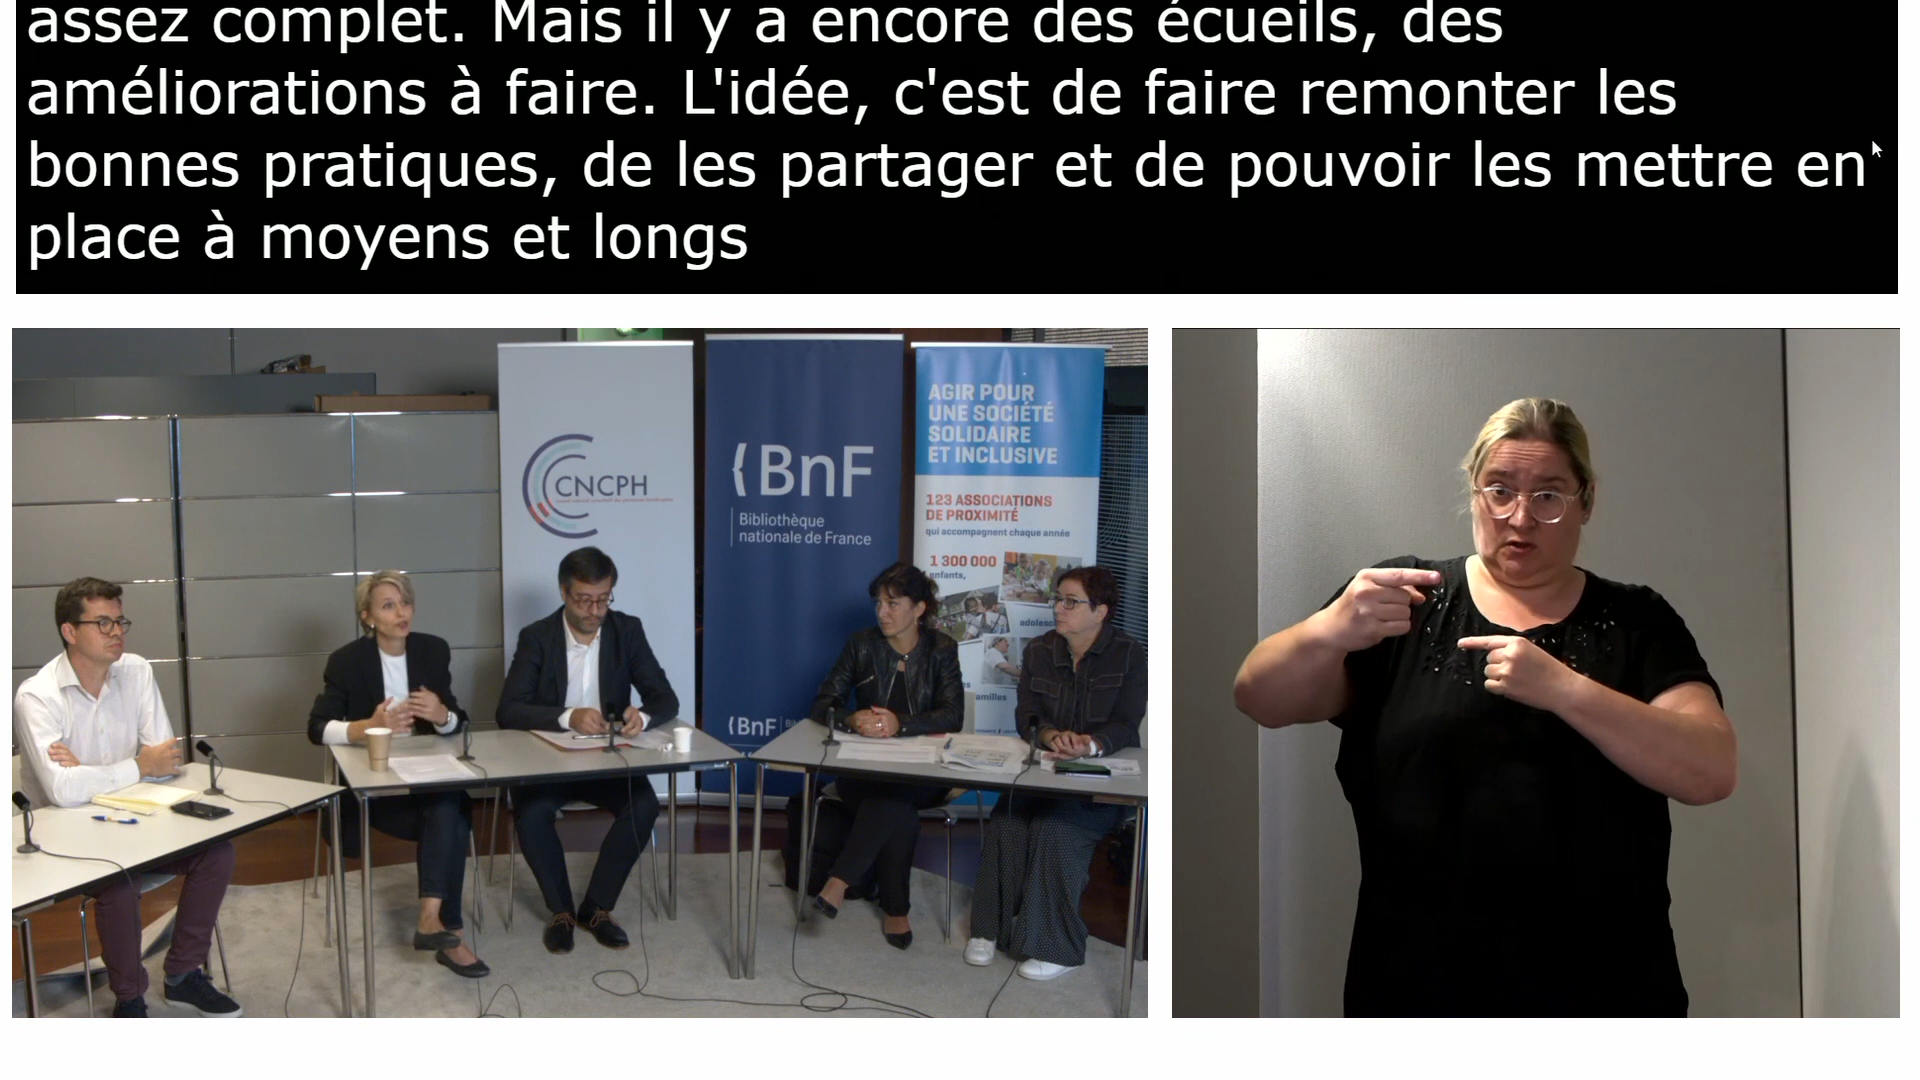 assez complet. Mais il y a encore des écueils, des
améliorations à faire. L'idée, c'est de faire remonter les
bonnes pratiques, de les partager et de pouvoir les mettre en
place à moyens et longs
CNCPH
BnF
Bibliothèque
nationale de France
BnF
AGIR POUR
UNE SOCIÉTÉ
SOLIDAIRE
ET INCLUSIVE
123 ASSOCIATIONS
DE PROXIMITÉ
qui accompagnent chaque année
1 300 000
enfants,